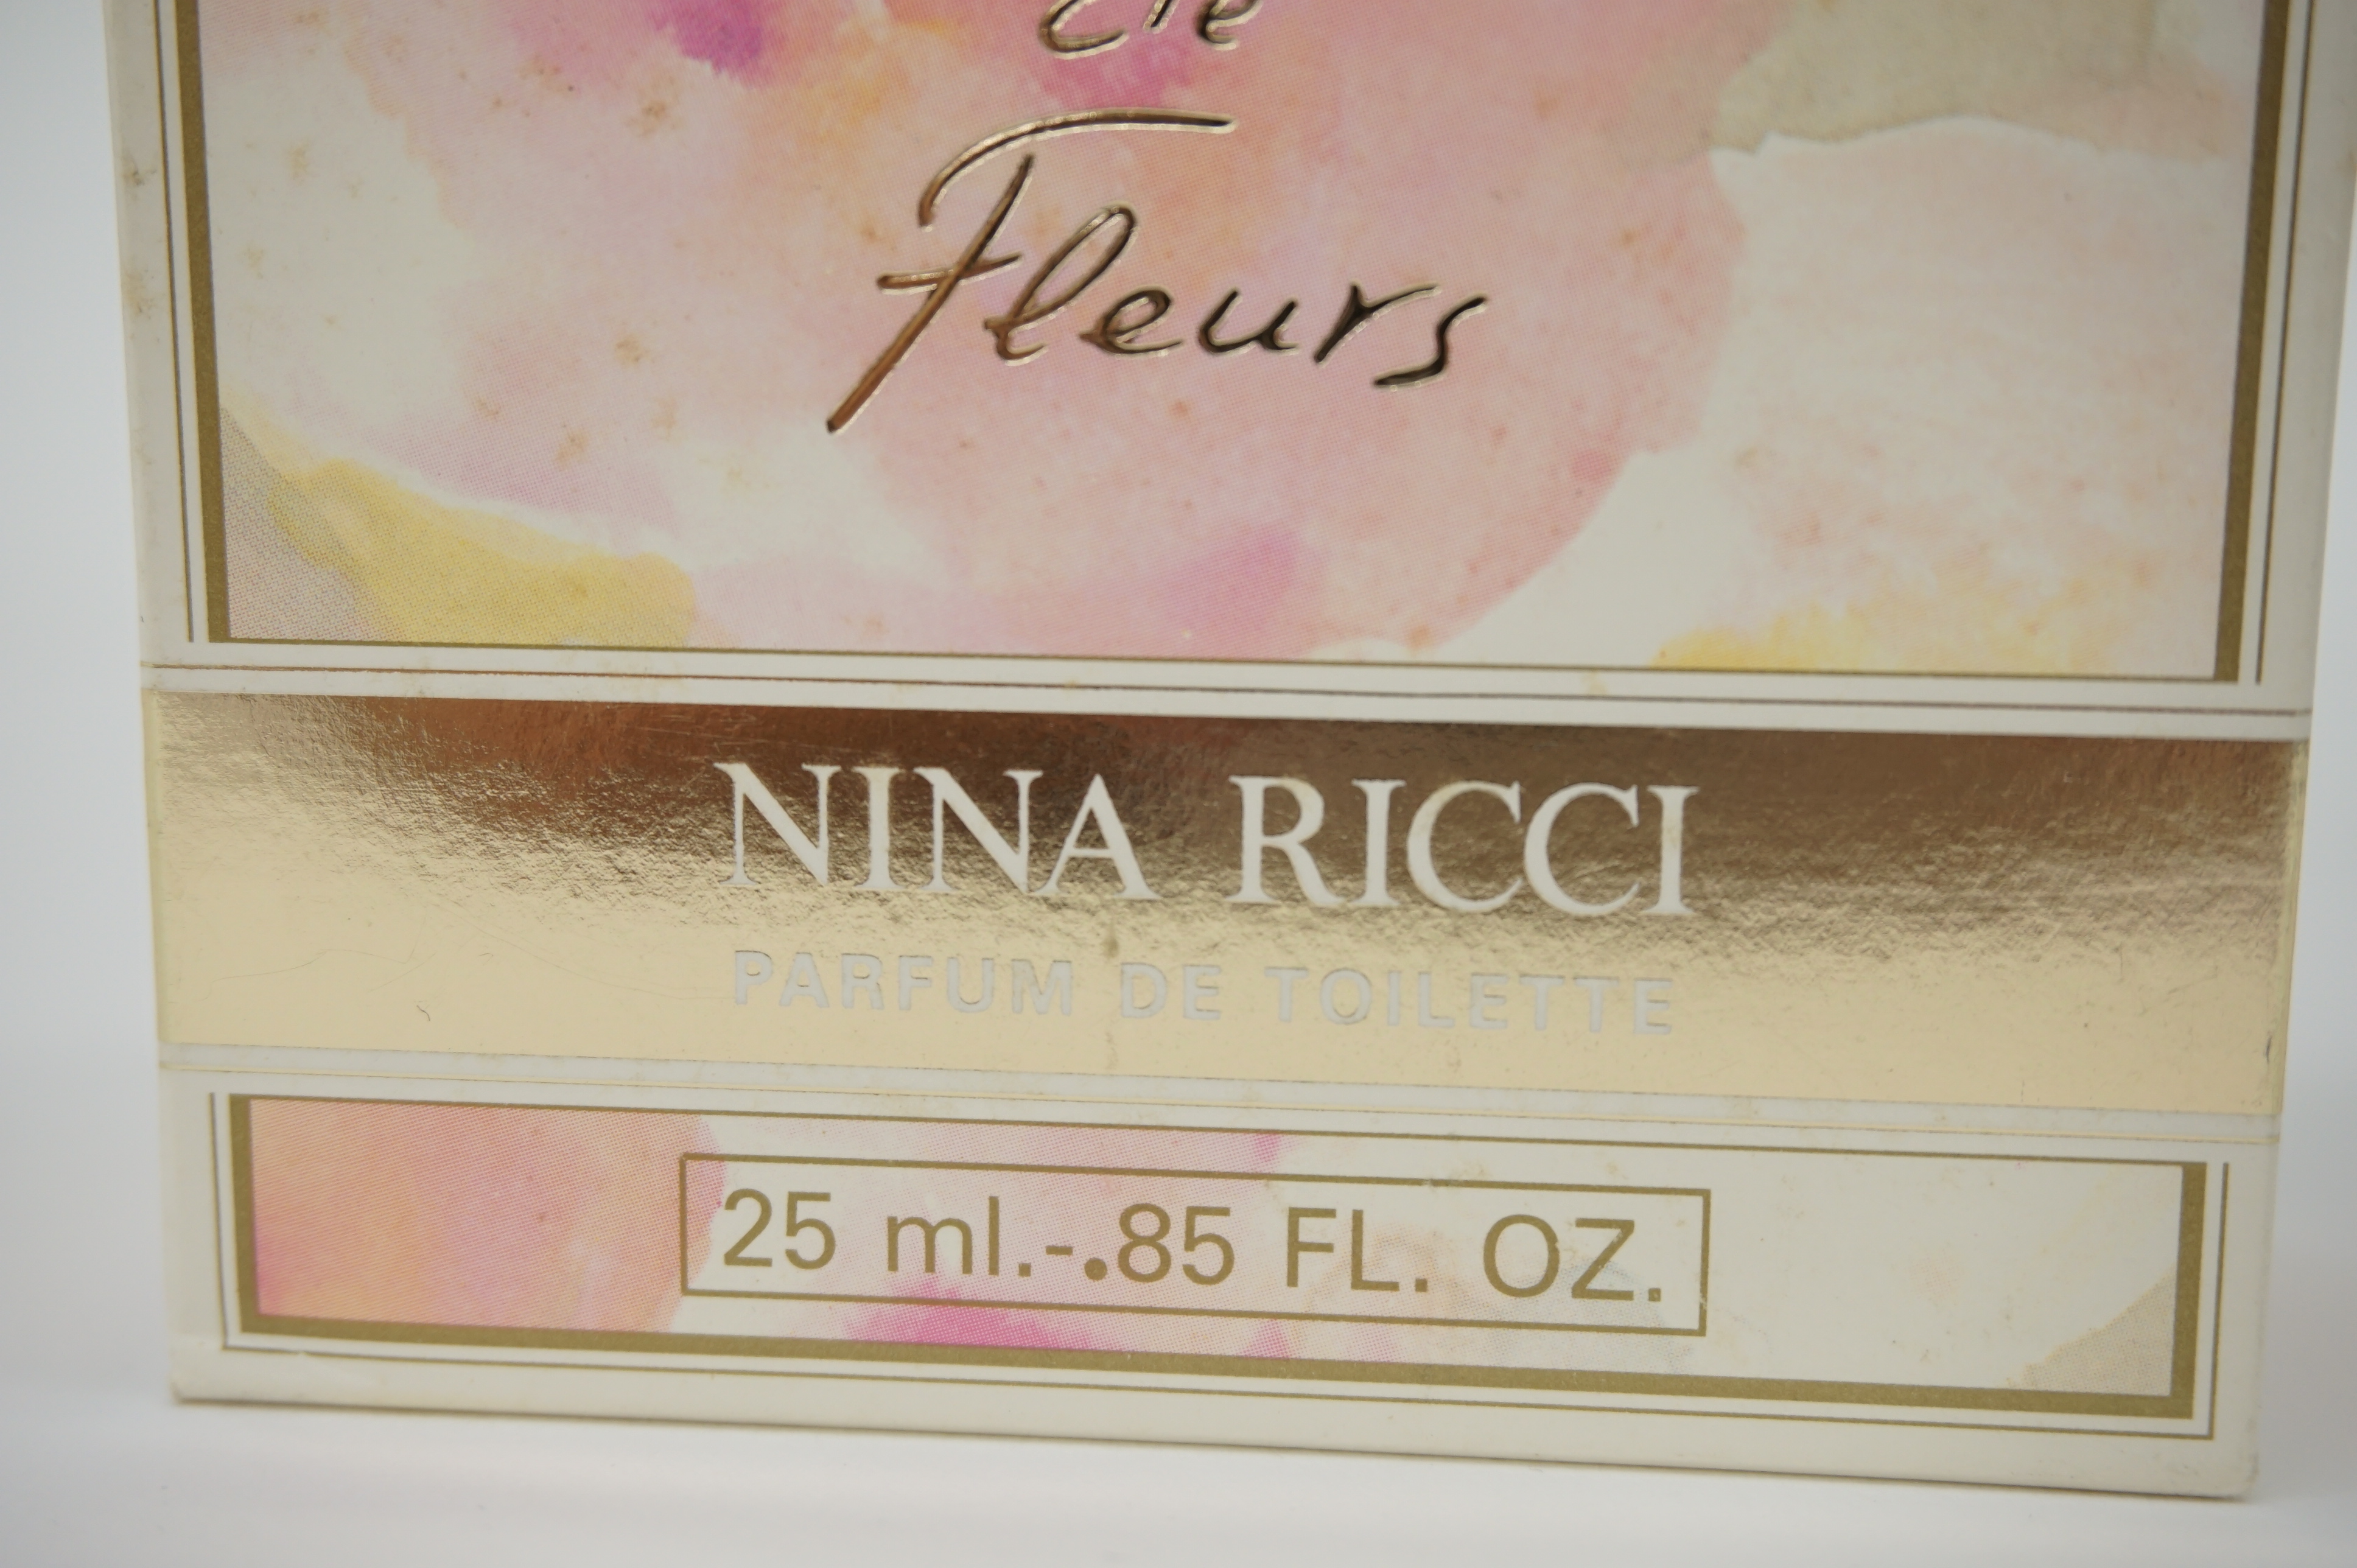 Fleurs
NINA RICCI
PARFUM DE TOILETTE
25 ml.-.85 FL. OZ.